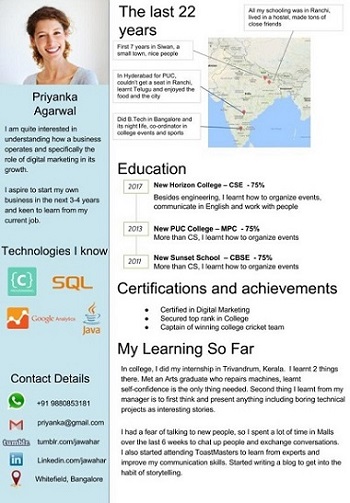 Priyanka
Agarwal
I am quite interested in
understanding how a business
operates and specifically the
role of digital marketing in its
growth.
I aspire to start my own
business in the next 3-4 years
and keen to learn from my
current job.
Technologies I know
C
SQL
Google Analytics
Java
Contact Details
+91 9880853181
priyanka@gmail.com
tumblr.
tumblr.com/jawahar
in
Linkedin.com/jawahar
Whitefield, Bangalore
The last 22
years
All my schooling was in Ranchi,
lived in a hostel, made tons of
close friends
First 7 years in Siwan, a
small town, nice people
In Hyderabad for PUC,
couldn't get a seat in Ranchi,
learnt Telugu and enjoyed
the food and the city
Did B.Tech in Bangalore and
its night life, co-ordinator in
college events and sports
India
Education
2017
New Horizon College – CSE - 75%
Besides engineering, I learnt how to organize events,
communicate in English and work with people
2013
New PUC College – MPC - 75%
More than CS, I learnt how to organize events
2011
New Sunset School – CBSE - 75%
More than CS, I learnt how to organize events
Certifications and achievements
● Certified in Digital Marketing
● Secured top rank in College
● Captain of winning college cricket team
My Learning So Far
In college, I did my internship in Trivandrum, Kerala. I learnt 2 things
there. Met an Arts graduate who repairs machines, learnt
self-confidence is the only thing needed. Second thing I learnt from my
manager is to first think and present anything including boring technical
projects as interesting stories.
I had a fear of talking to new people, so I spent a lot of time in Malls
over the last 6 weeks to chat up people and exchange conversations.
I also started attending ToastMasters to learn from experts and
improve my communication skills. Started writing a blog to get into the
habit of storytelling.